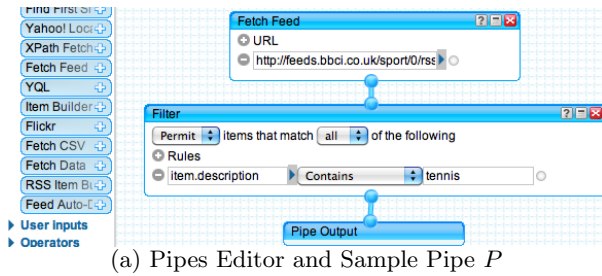 Find First Si
Yahoo! Loca
XPath Fetch
Fetch Feed
YQL
Item Builder
Flickr
Fetch CSV
Fetch Data
RSS Item Bu
Feed Auto-D
User inputs
Operators
Fetch Feed
URL
http://feeds.bbci.co.uk/sport/0/rss
Filter
Permit items that match all of the following
Rules
item.description Contains tennis
Pipe Output
(a) Pipes Editor and Sample Pipe P